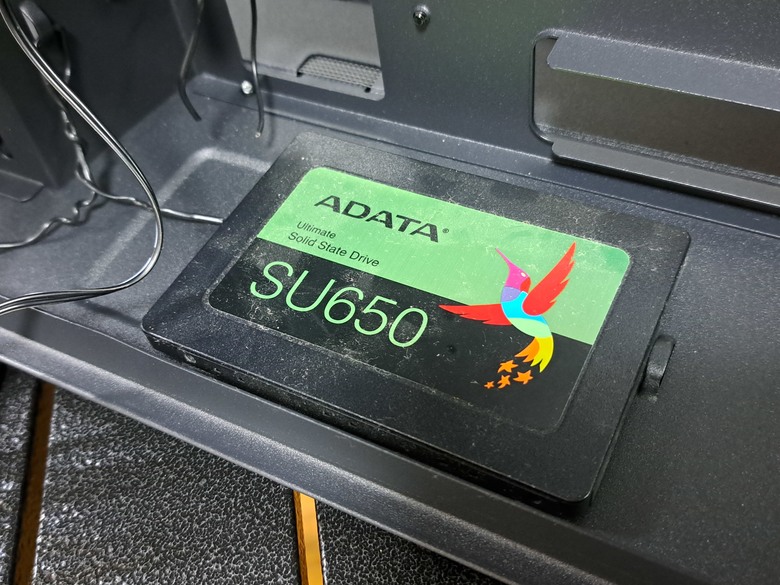 ADATA®
Ultimate
Solid State Drive
SU650